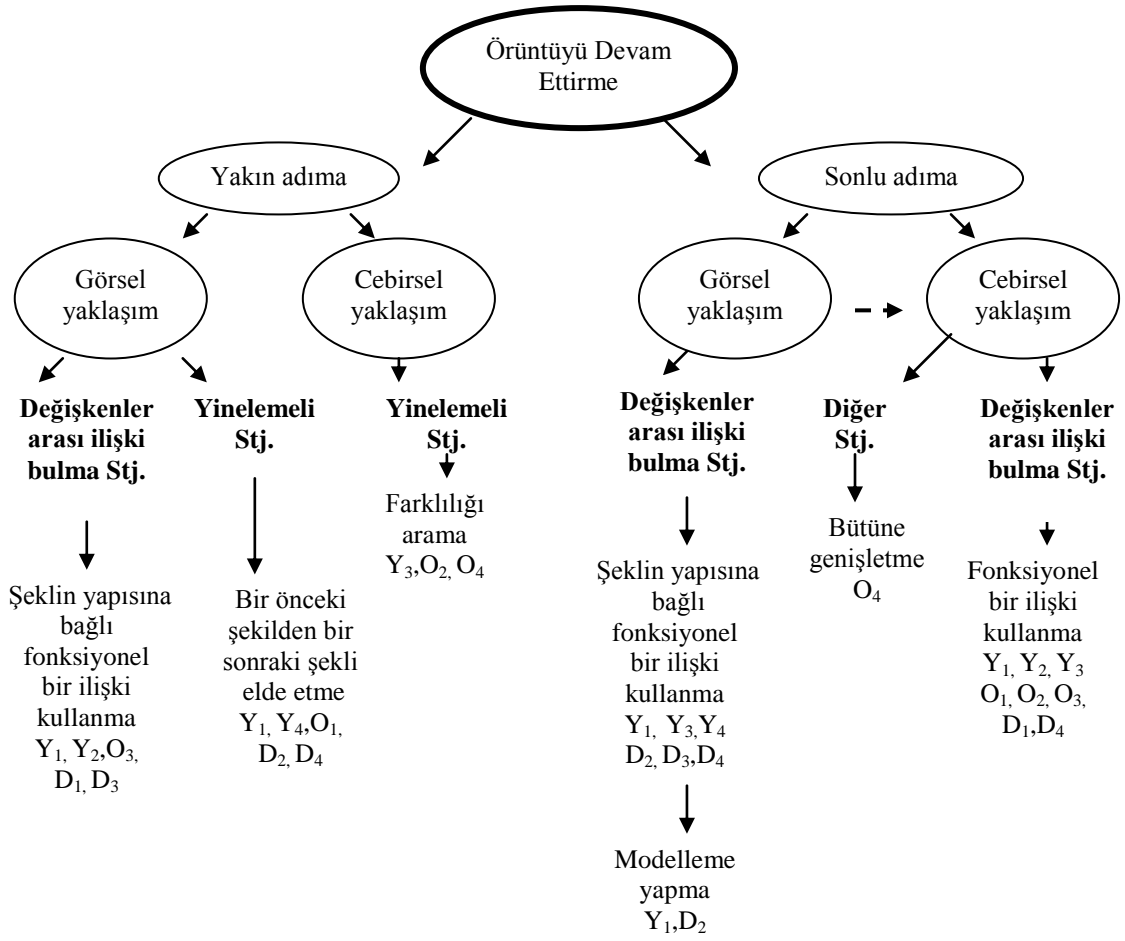 Örüntüyü Devam
Ettirme
Yakın adıma
Sonlu adıma
Görsel
yaklaşım
Cebirsel
yaklaşım
Görsel
yaklaşım
Cebirsel
yaklaşım
Değişkenler
arası ilişki
bulma Stj.
Yinelemeli
Stj.
Yinelemeli
Stj.
Değişkenler
arası ilişki
bulma Stj.
Diğer
Stj.
Değişkenler
arası ilişki
bulma Stj.
Şeklin yapısına
bağlı
fonksiyonel
bir ilişki
kullanma
Y₁, Y₂,O₃,
D₁, D₃
Bir önceki
şekilden bir
sonraki şekli
elde etme
Y₁, Y₄,O₁,
D₂, D₄
Farklılığı
arama
Y₃,O₂, O₄
Şeklin yapısına
bağlı
fonksiyonel
bir ilişki
kullanma
Y₁, Y₃,Y₄
D₂, D₃,D₄
Modelleme
yapma
Y₁,D₂
Bütüne
genişletme
O₄
Fonksiyonel
bir ilişki
kullanma
Y₁, Y₂, Y₃
O₁, O₂, O₃,
D₁,D₄